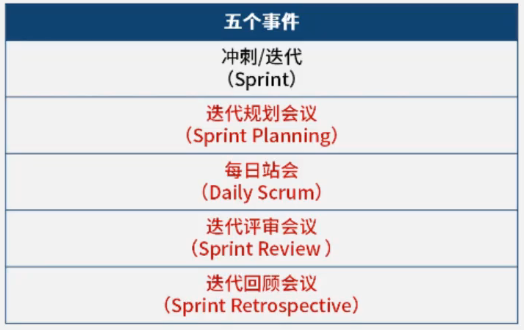 五个事件
冲刺/迭代
（Sprint）
迭代规划会议
（Sprint Planning）
每日站会
（Daily Scrum）
迭代评审会议
（Sprint Review ）
迭代回顾会议
（Sprint Retrospective）